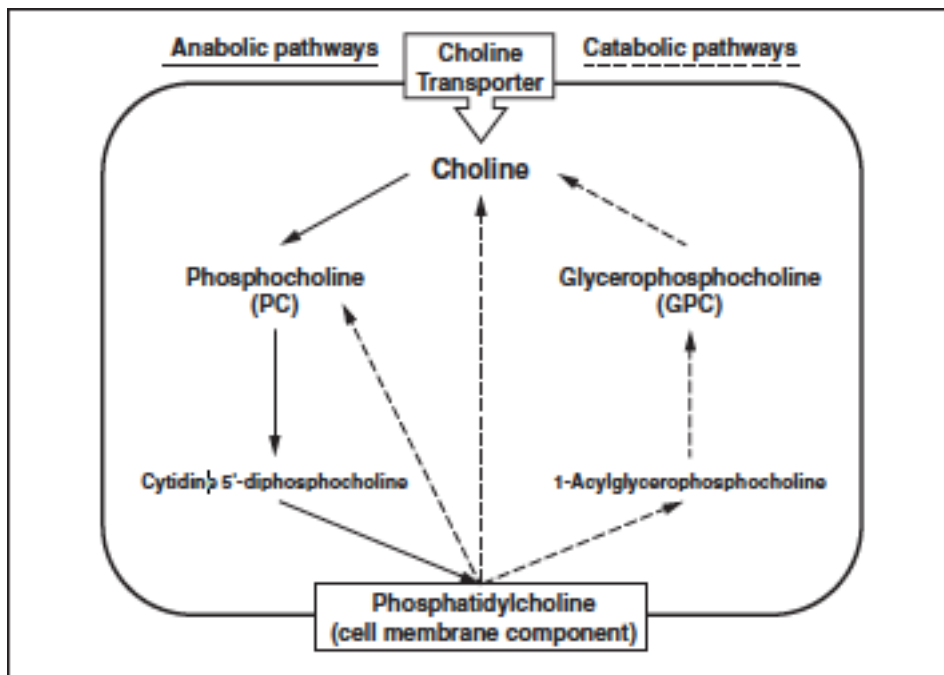 Anabolic pathways
Choline
Transporter
Catabolic pathways
Choline
Phosphocholine
(PC)
Glycerophosphocholine
(GPC)
Cytidine 5'-diphosphocholine
1-Acylglycerophosphocholine
Phosphatidylcholine
(cell membrane component)